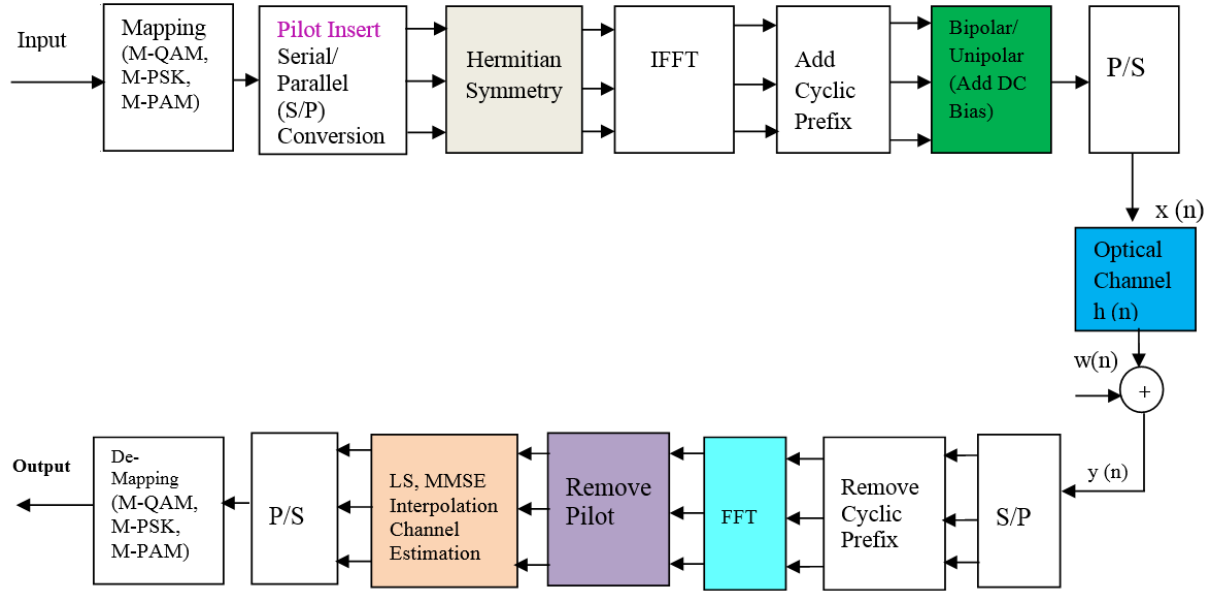 Input
Mapping
(M-QAM,
M-PSK,
M-PAM)
Pilot Insert
Serial/
Parallel
(S/P)
Conversion
Hermitian
Symmetry
IFFT
Add
Cyclic
Prefix
Bipolar/
Unipolar
(Add DC
Bias)
P/S
x (n)
Optical
Channel
h (n)
w(n)
+
y (n)
S/P
Remove
Cyclic
Prefix
FFT
Remove
Pilot
LS, MMSE
Interpolation
Channel
Estimation
P/S
De-
Mapping
(M-QAM,
M-PSK,
M-PAM)
Output